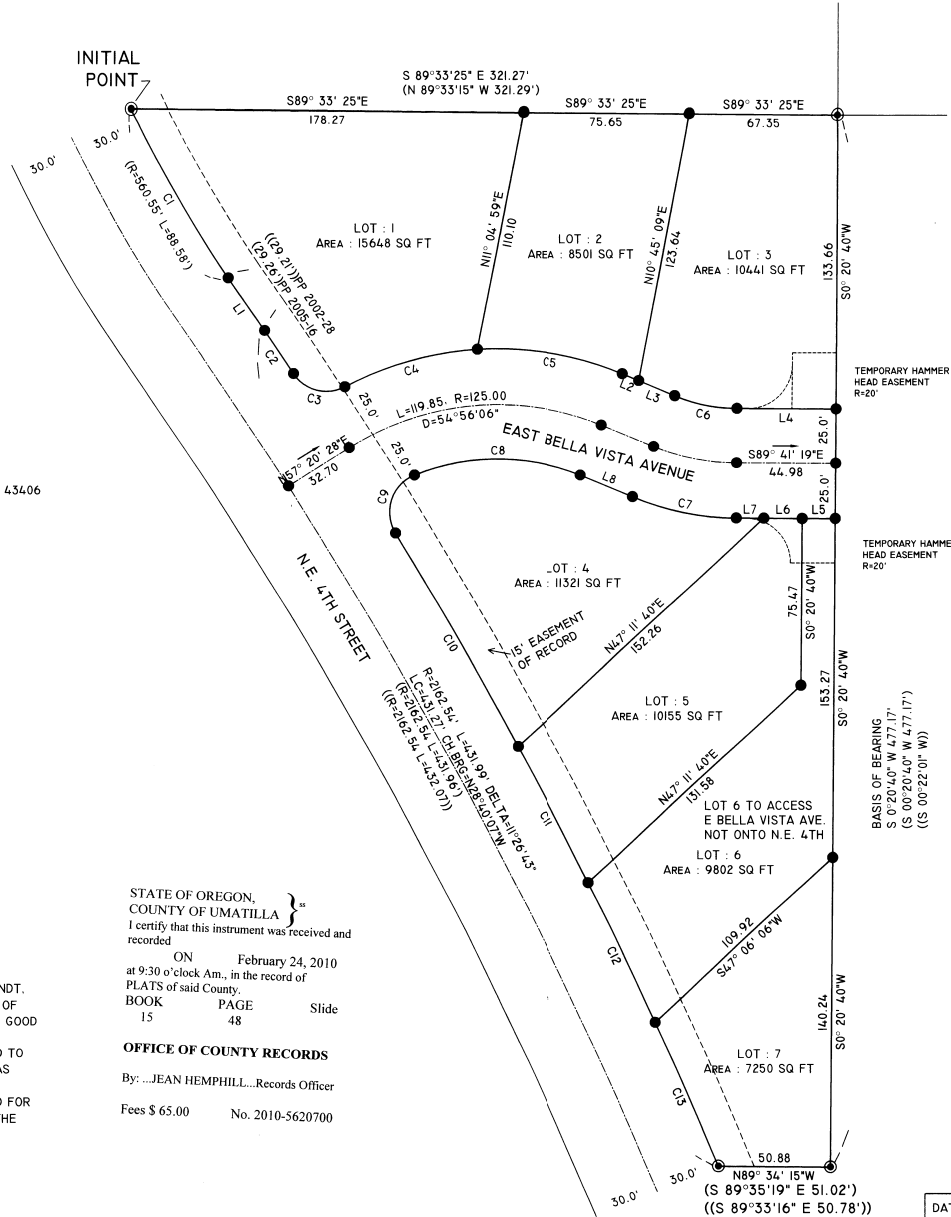 INITIAL
POINT
S 89°33'25" E 321.27'
(N 89°33'15" W 321.29')
S89° 33' 25"E
178.27
S89° 33' 25"E
75.65
S89° 33' 25"E
67.35
30.0'
30.0'
C1
(R=560.55' L=88.58')
((29.21'))PP 2002-28
(29.26')PP 2005-16
LOT : 1
AREA : 15648 SQ FT
N11° 04' 59"E
110.10
LOT : 2
AREA : 8501 SQ FT
N10° 45' 09"E
123.64
LOT : 3
AREA : 10441 SQ FT
133.66
S0° 20' 40"W
L1
C2
C3
C4
C5
L2
L3
C6
L4
TEMPORARY HAMMER
HEAD EASEMENT
R=20'
25.0'
25.0'
L=119.85, R=125.00
D=54°56'06"
EAST BELLA VISTA AVENUE
S89° 41' 19"E
44.98
25.0'
25.0'
N57° 20' 28"E
32.70
C8
C9
L8
C7
L7
L6
L5
43406
TEMPORARY HAMME
HEAD EASEMENT
R=20'
N.E. 4TH STREET
LOT : 4
AREA : 11321 SQ FT
15' EASEMENT
OF RECORD
N47° 11' 40"E
152.26
75.47
S0° 20' 40"W
153.27
S0° 20' 40"W
C10
R=2162.54' L=431.99' DELTA=11°26'43"
LC=431.27' CH.BRG=N28°40'07"W
(R=2162.54 L=431.96')
((R=2162.54 L=432.07))
LOT : 5
AREA : 10155 SQ FT
N47° 11' 40"E
131.58
BASIS OF BEARING
S 0°20'40" W 477.17'
(S 00°20'40" W 477.17')
((S 00°22'01" W))
C11
LOT 6 TO ACCESS
E BELLA VISTA AVE.
NOT ONTO N.E. 4TH
LOT : 6
AREA : 9802 SQ FT
C12
109.92
S47° 06' 06"W
140.24
S0° 20' 40"W
STATE OF OREGON,
COUNTY OF UMATILLA } ss
I certify that this instrument was received and
recorded
ON February 24, 2010
at 9:30 o'clock Am., in the record of
PLATS of said County.
BOOK PAGE Slide
15 48
OFFICE OF COUNTY RECORDS
By: ...JEAN HEMPHILL...Records Officer
Fees $ 65.00 No. 2010-5620700
NDT.
OF
GOOD
TO
AS
FOR
THE
C13
LOT : 7
AREA : 7250 SQ FT
50.88
N89° 34' 15"W
(S 89°35'19" E 51.02')
((S 89°33'16" E 50.78'))
30.0'
30.0'
DA